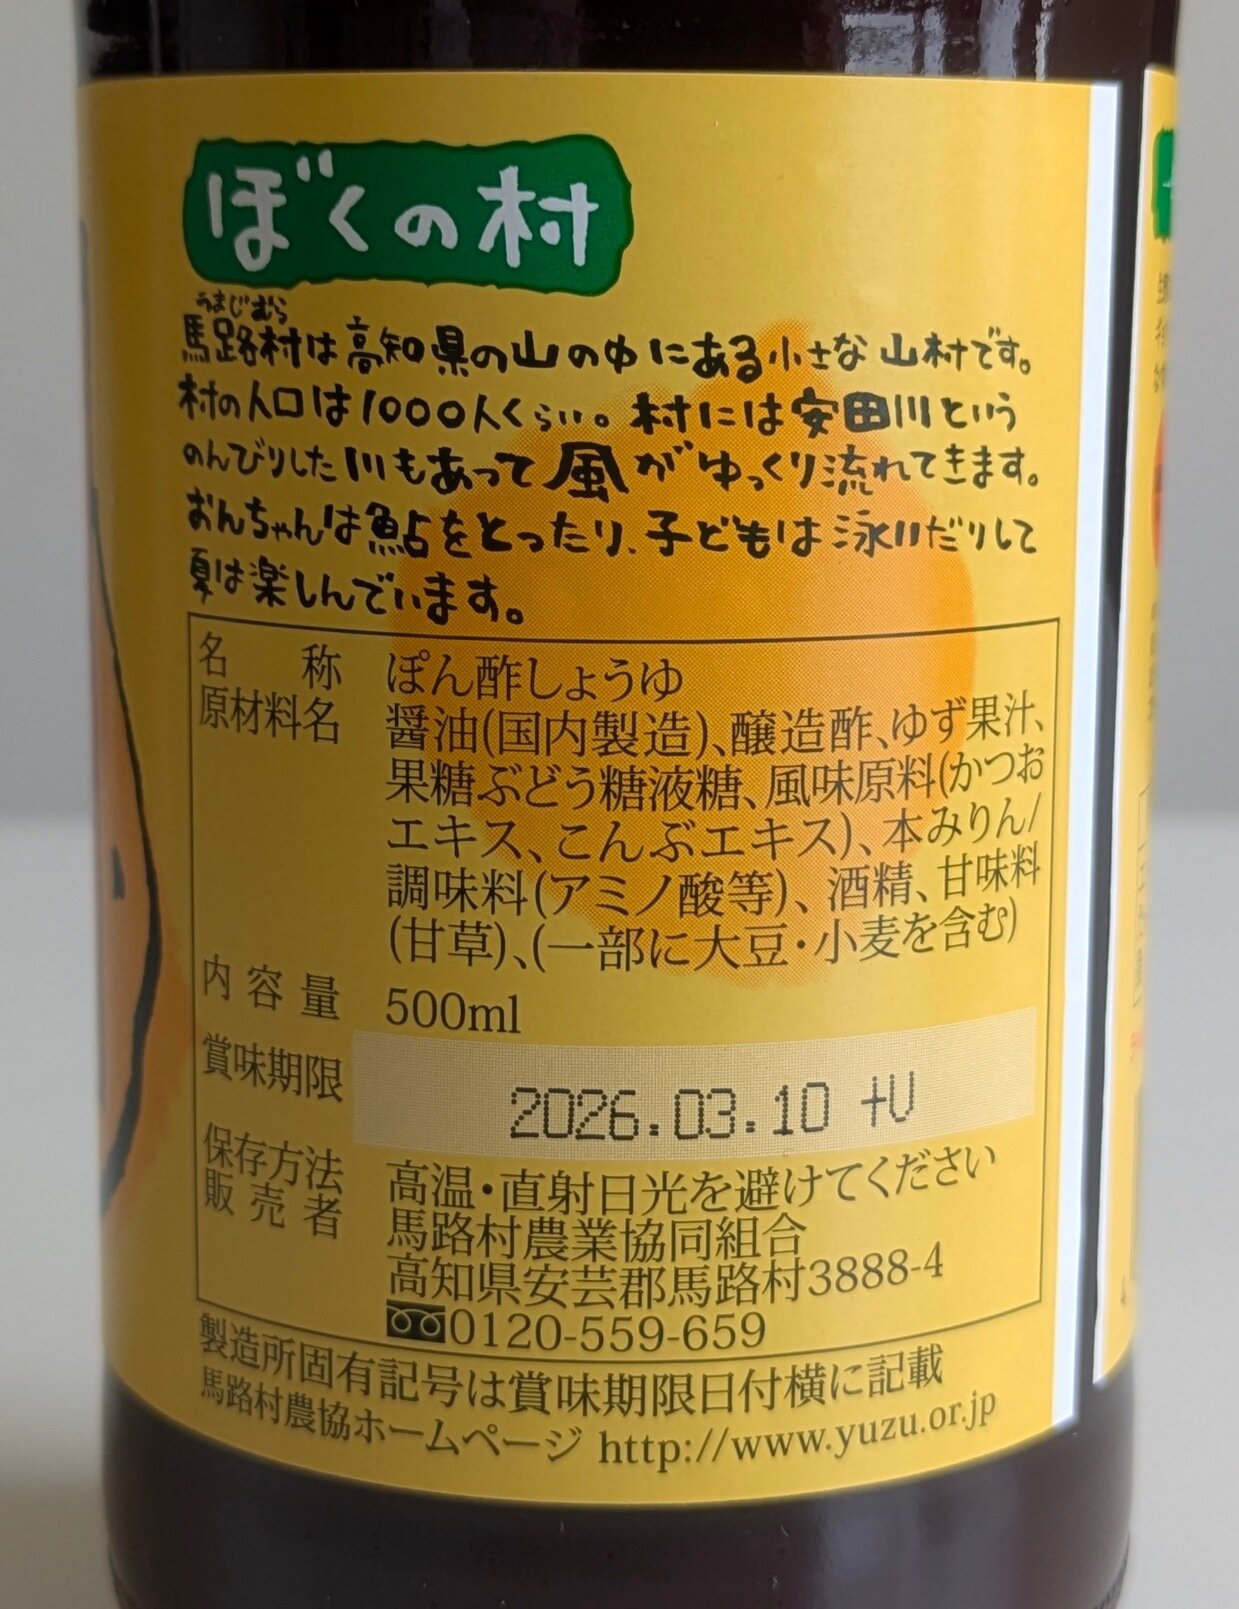 ぼくの村
うまじむら
馬路村は高知県の山の中にある小さな山村です。
村の人口は1000人くらい。村には安田川という
のんびりした川もあって風がゆっくり流れてきます。
おんちゃんは鮎をとったり、子どもは泳いだりして
夏は楽しんでいます。
名称 ぽん酢しょうゆ
原材料名 醤油(国内製造)、醸造酢、ゆず果汁、
果糖ぶどう糖液糖、風味原料(かつお
エキス、こんぶエキス)、本みりん/
調味料(アミノ酸等)、酒精、甘味料
(甘草)、(一部に大豆・小麦を含む)
内容量 500ml
賞味期限 2026.03.10 +U
保存方法 高温・直射日光を避けてください
販売者 馬路村農業協同組合
高知県安芸郡馬路村3888-4
0120-559-659
製造所固有記号は賞味期限日付横に記載
馬路村農協ホームページ http://www.yuzu.or.jp